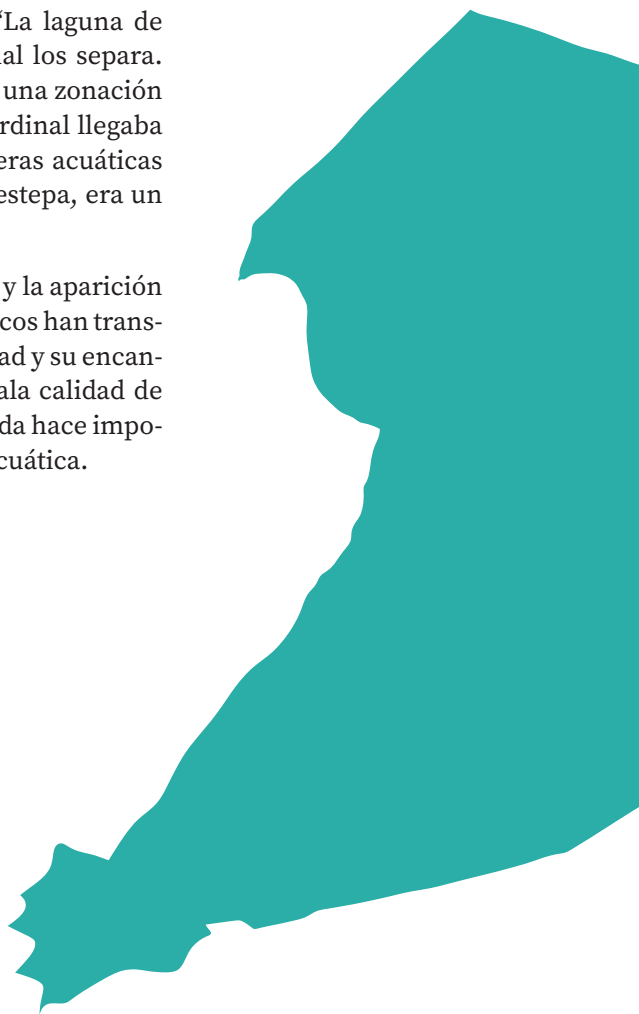 “La laguna de
al los separa.
una zonación
rdinal llegaba
eras acuáticas
estepa, era un
y la aparición
cos han trans-
ad y su encan-
ala calidad de
da hace impo-
cuática.